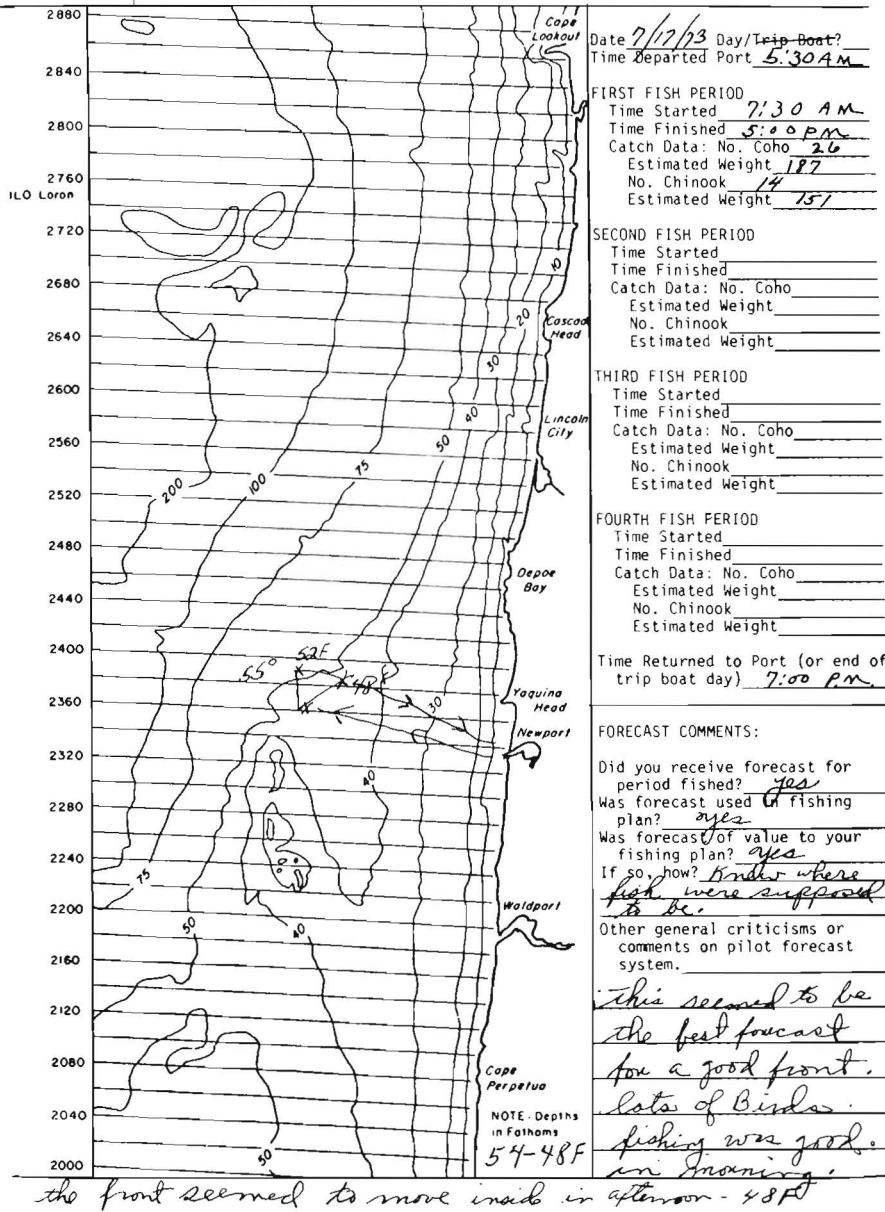 2880
2840
2800
2760
ILO Loran
2720
2680
2640
2600
2560
2520
2480
2440
2400
2360
2320
2280
2240
2200
2160
2120
2080
2040
2000
Cape
Lookout
10
20
Cascad
Head
30
40
Lincoln
City
50
75
100
200
Depoe
Bay
52F
.55°
48F
30
Yaquina
Head
Newport
40
75
50
40
Waldport
Cape
Perpetua
NOTE - Depths
in Fathoms
54-48F
50
Date 7/17/73 Day/Trip Boat?
Time Departed Port 5:30 AM
FIRST FISH PERIOD
Time Started 7:30 AM
Time Finished 5:00 PM
Catch Data: No. Coho 26
Estimated Weight 187
No. Chinook 14
Estimated Weight 151
SECOND FISH PERIOD
Time Started
Time Finished
Catch Data: No. Coho
Estimated Weight
No. Chinook
Estimated Weight
THIRD FISH PERIOD
Time Started
Time Finished
Catch Data: No. Coho
Estimated Weight
No. Chinook
Estimated Weight
FOURTH FISH PERIOD
Time Started
Time Finished
Catch Data: No. Coho
Estimated Weight
No. Chinook
Estimated Weight
Time Returned to Port (or end of
trip boat day) 7:00 P.M.
FORECAST COMMENTS:
Did you receive forecast for
period fished? yes
Was forecast used in fishing
plan? yes
Was forecast of value to your
fishing plan? yes
If so, how? Knew where
fish were supposed
to be.
Other general criticisms or
comments on pilot forecast
system.
this seemed to be
the best forcast
for a good front.
lots of Birds.
fishing was good.
in morning.
the front seemed to move inside in afternoon - 48F